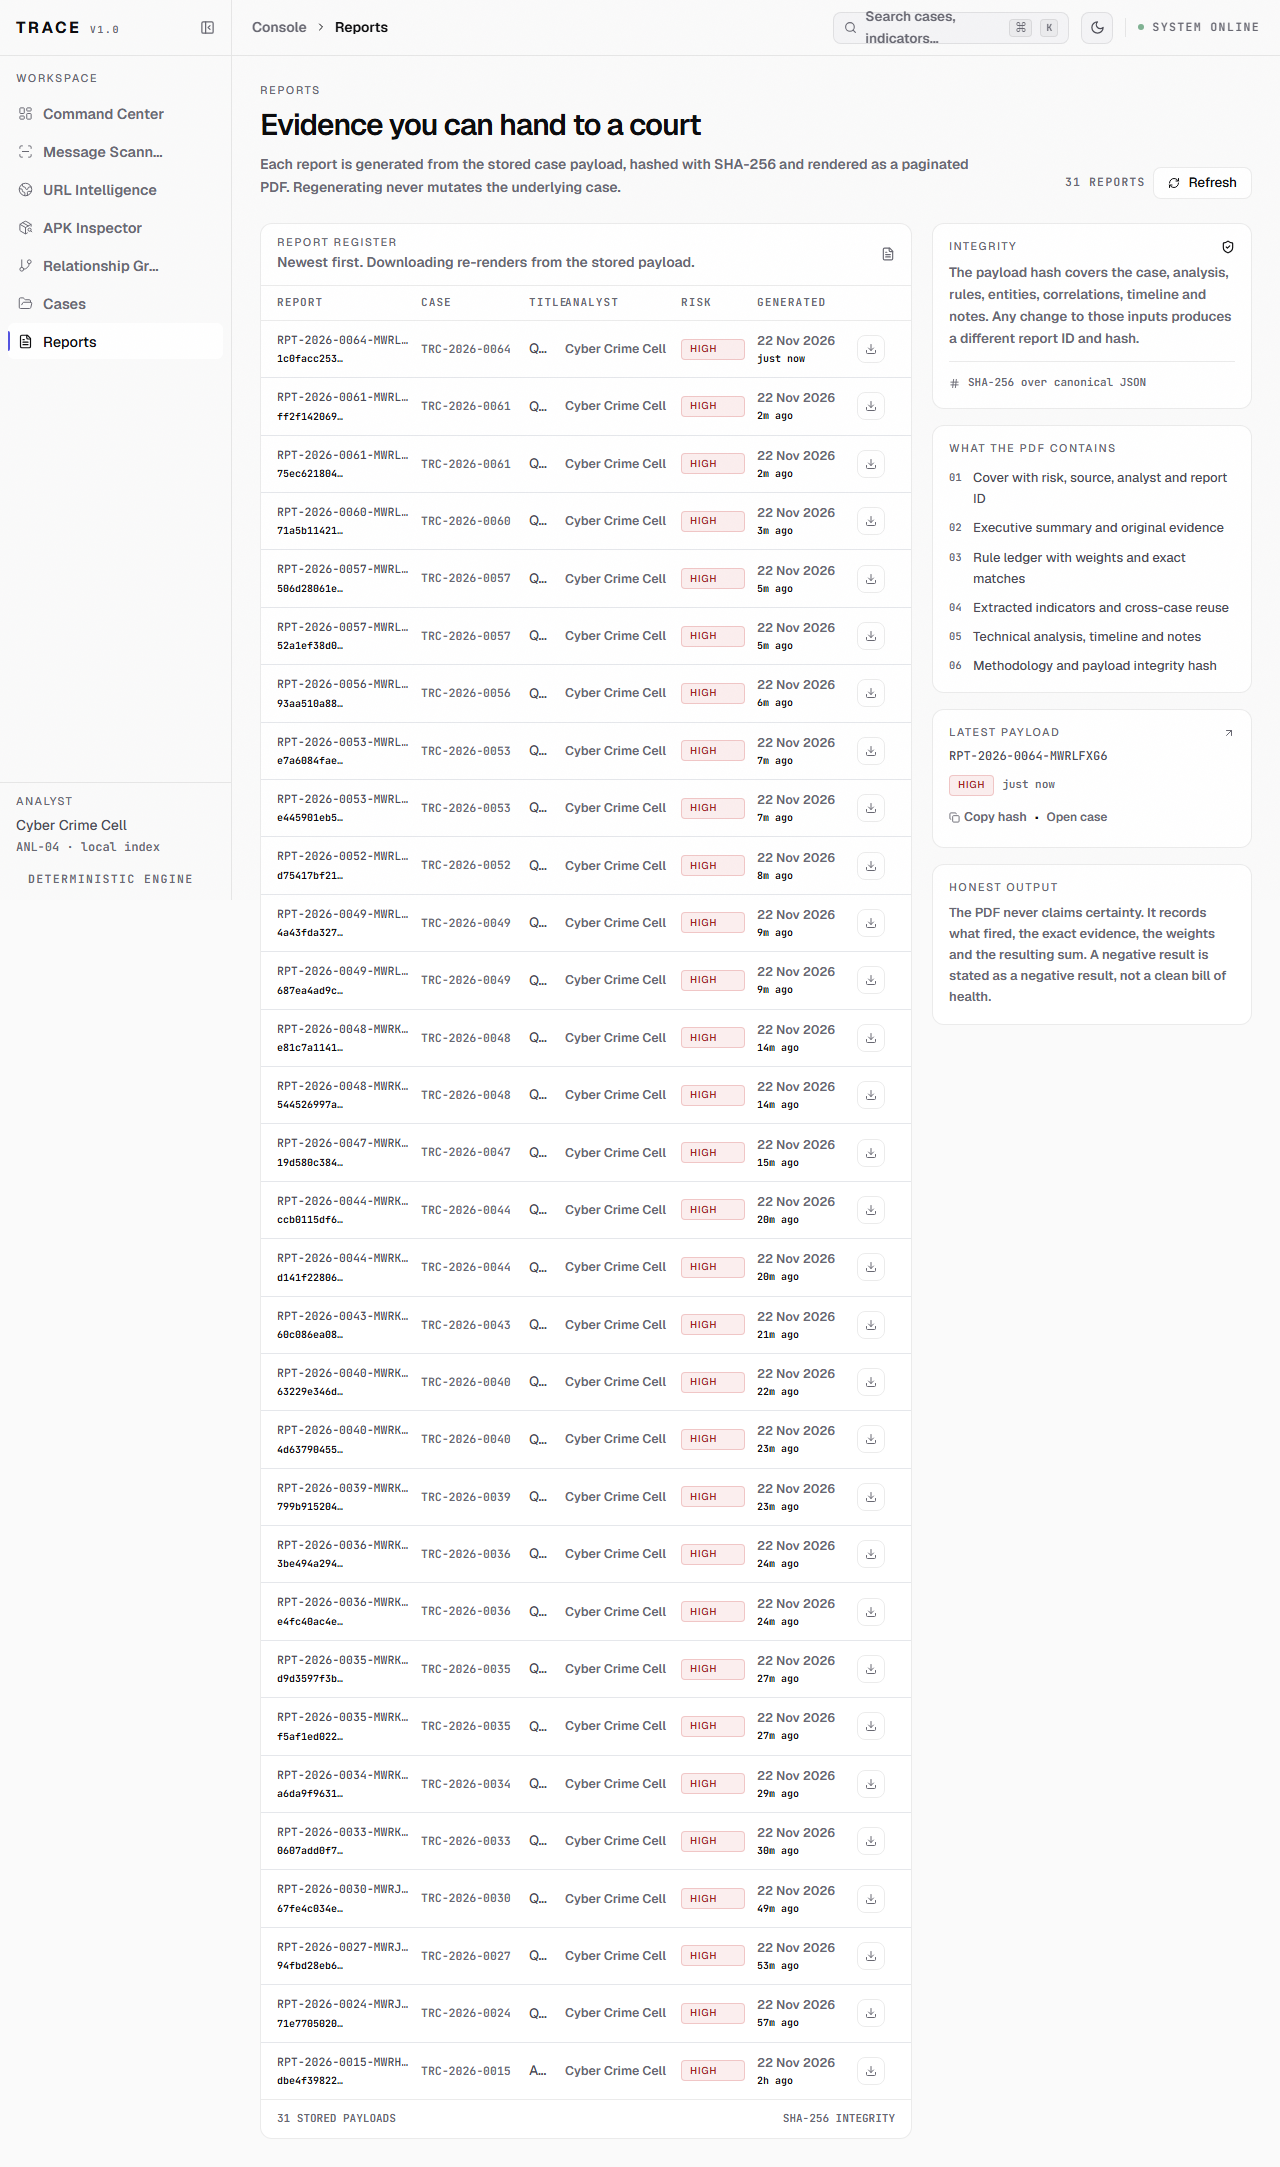 TRACE V1.0
Console > Reports
Search cases, indicators…
⌘ K
SYSTEM ONLINE
WORKSPACE
Command Center
Message Scann…
URL Intelligence
APK Inspector
Relationship Gr…
Cases
Reports
ANALYST
Cyber Crime Cell
ANL-04 · local index
DETERMINISTIC ENGINE
REPORTS
Evidence you can hand to a court
Each report is generated from the stored case payload, hashed with SHA-256 and rendered as a paginated
PDF. Regenerating never mutates the underlying case.
31 REPORTS
Refresh
REPORT REGISTER
Newest first. Downloading re-renders from the stored payload.
REPORT CASE TITLE ANALYST RISK GENERATED
RPT-2026-0064-MWRL… TRC-2026-0064 Q… Cyber Crime Cell HIGH 22 Nov 2026
1c0facc253… just now
RPT-2026-0061-MWRL… TRC-2026-0061 Q… Cyber Crime Cell HIGH 22 Nov 2026
ff2f142069… 2m ago
RPT-2026-0061-MWRL… TRC-2026-0061 Q… Cyber Crime Cell HIGH 22 Nov 2026
75ec621804… 2m ago
RPT-2026-0060-MWRL… TRC-2026-0060 Q… Cyber Crime Cell HIGH 22 Nov 2026
71a5b11421… 3m ago
RPT-2026-0057-MWRL… TRC-2026-0057 Q… Cyber Crime Cell HIGH 22 Nov 2026
506d28061e… 5m ago
RPT-2026-0057-MWRL… TRC-2026-0057 Q… Cyber Crime Cell HIGH 22 Nov 2026
52a1ef38d0… 5m ago
RPT-2026-0056-MWRL… TRC-2026-0056 Q… Cyber Crime Cell HIGH 22 Nov 2026
93aa510a88… 6m ago
RPT-2026-0053-MWRL… TRC-2026-0053 Q… Cyber Crime Cell HIGH 22 Nov 2026
e7a6084fae… 7m ago
RPT-2026-0053-MWRL… TRC-2026-0053 Q… Cyber Crime Cell HIGH 22 Nov 2026
e445901eb5… 7m ago
RPT-2026-0052-MWRL… TRC-2026-0052 Q… Cyber Crime Cell HIGH 22 Nov 2026
d75417bf21… 8m ago
RPT-2026-0049-MWRL… TRC-2026-0049 Q… Cyber Crime Cell HIGH 22 Nov 2026
4a43fda327… 9m ago
RPT-2026-0049-MWRL… TRC-2026-0049 Q… Cyber Crime Cell HIGH 22 Nov 2026
687ea4ad9c… 9m ago
RPT-2026-0048-MWRK… TRC-2026-0048 Q… Cyber Crime Cell HIGH 22 Nov 2026
e81c7a1141… 14m ago
RPT-2026-0048-MWRK… TRC-2026-0048 Q… Cyber Crime Cell HIGH 22 Nov 2026
544526997a… 14m ago
RPT-2026-0047-MWRK… TRC-2026-0047 Q… Cyber Crime Cell HIGH 22 Nov 2026
19d580c384… 15m ago
RPT-2026-0044-MWRK… TRC-2026-0044 Q… Cyber Crime Cell HIGH 22 Nov 2026
ccb0115df6… 20m ago
RPT-2026-0044-MWRK… TRC-2026-0044 Q… Cyber Crime Cell HIGH 22 Nov 2026
d141f22806… 20m ago
RPT-2026-0043-MWRK… TRC-2026-0043 Q… Cyber Crime Cell HIGH 22 Nov 2026
60c086ea08… 21m ago
RPT-2026-0040-MWRK… TRC-2026-0040 Q… Cyber Crime Cell HIGH 22 Nov 2026
63229e346d… 22m ago
RPT-2026-0040-MWRK… TRC-2026-0040 Q… Cyber Crime Cell HIGH 22 Nov 2026
4d63790455… 23m ago
RPT-2026-0039-MWRK… TRC-2026-0039 Q… Cyber Crime Cell HIGH 22 Nov 2026
799b915204… 23m ago
RPT-2026-0036-MWRK… TRC-2026-0036 Q… Cyber Crime Cell HIGH 22 Nov 2026
3be494a294… 24m ago
RPT-2026-0036-MWRK… TRC-2026-0036 Q… Cyber Crime Cell HIGH 22 Nov 2026
e4fc40ac4e… 24m ago
RPT-2026-0035-MWRK… TRC-2026-0035 Q… Cyber Crime Cell HIGH 22 Nov 2026
d9d3597f3b… 27m ago
RPT-2026-0035-MWRK… TRC-2026-0035 Q… Cyber Crime Cell HIGH 22 Nov 2026
f5af1ed022… 27m ago
RPT-2026-0034-MWRK… TRC-2026-0034 Q… Cyber Crime Cell HIGH 22 Nov 2026
a6da9f9631… 29m ago
RPT-2026-0033-MWRK… TRC-2026-0033 Q… Cyber Crime Cell HIGH 22 Nov 2026
0607add0f7… 30m ago
RPT-2026-0030-MWRJ… TRC-2026-0030 Q… Cyber Crime Cell HIGH 22 Nov 2026
67fe4c034e… 49m ago
RPT-2026-0027-MWRJ… TRC-2026-0027 Q… Cyber Crime Cell HIGH 22 Nov 2026
94fbd28eb6… 53m ago
RPT-2026-0024-MWRJ… TRC-2026-0024 Q… Cyber Crime Cell HIGH 22 Nov 2026
71e7705020… 57m ago
RPT-2026-0015-MWRH… TRC-2026-0015 A… Cyber Crime Cell HIGH 22 Nov 2026
dbe4f39822… 2h ago
31 STORED PAYLOADS SHA-256 INTEGRITY
INTEGRITY
The payload hash covers the case, analysis,
rules, entities, correlations, timeline and
notes. Any change to those inputs produces
a different report ID and hash.
# SHA-256 over canonical JSON
WHAT THE PDF CONTAINS
01 Cover with risk, source, analyst and report
ID
02 Executive summary and original evidence
03 Rule ledger with weights and exact
matches
04 Extracted indicators and cross-case reuse
05 Technical analysis, timeline and notes
06 Methodology and payload integrity hash
LATEST PAYLOAD
RPT-2026-0064-MWRLFXG6
HIGH just now
Copy hash · Open case
HONEST OUTPUT
The PDF never claims certainty. It records
what fired, the exact evidence, the weights
and the resulting sum. A negative result is
stated as a negative result, not a clean bill of
health.